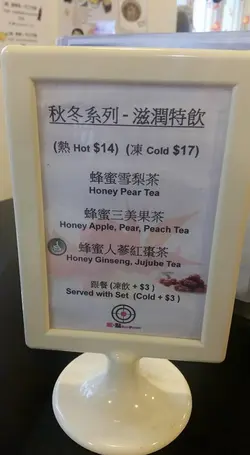 秋冬系列 - 滋潤特飲
(熱 Hot $14) (凍 Cold $17)
蜂蜜雪梨茶
Honey Pear Tea
蜂蜜三美果茶
Honey Apple, Pear, Peach Tea
蜂蜜人蔘紅棗茶
Honey Ginseng, Jujube Tea
跟餐 (凍飲 + $3 )
Served with Set (Cold + $3 )